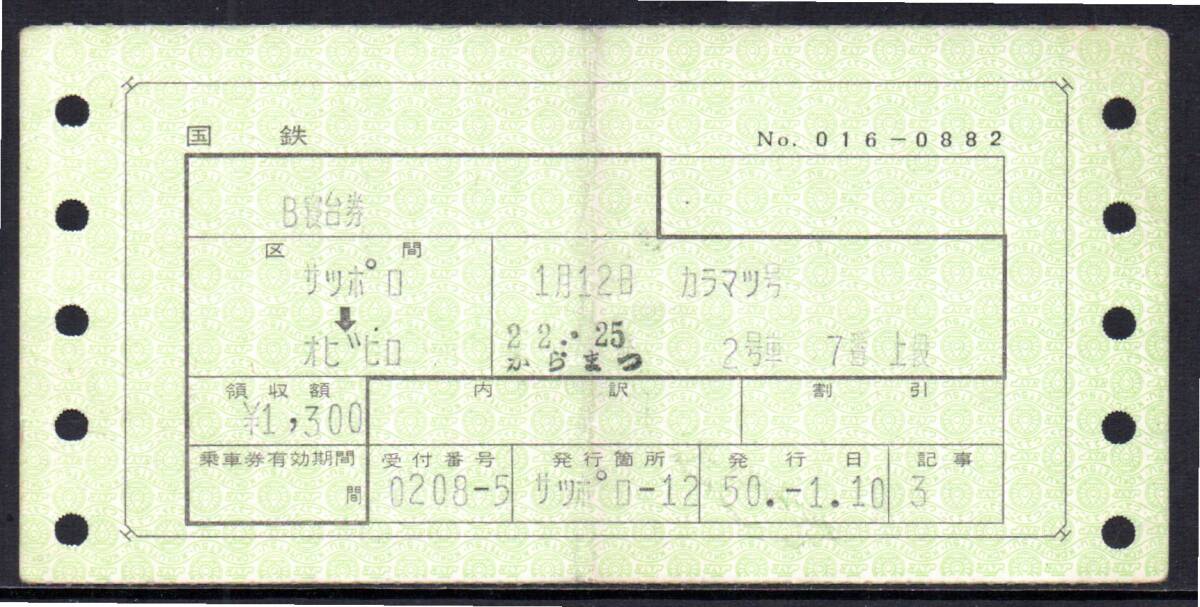 国鉄 No. 016-0882
B寝台券
区間
サツポロ 1月12日 カラマツ号
⬇
オビヒロ 22.25 2号車 7番 上段
からまつ
領収額 内訳 割引
¥1,300
乗車券有効期間 受付番号 発行箇所 発行日 記事
間 0208-5 サツポロ-12 50.-1.10 3